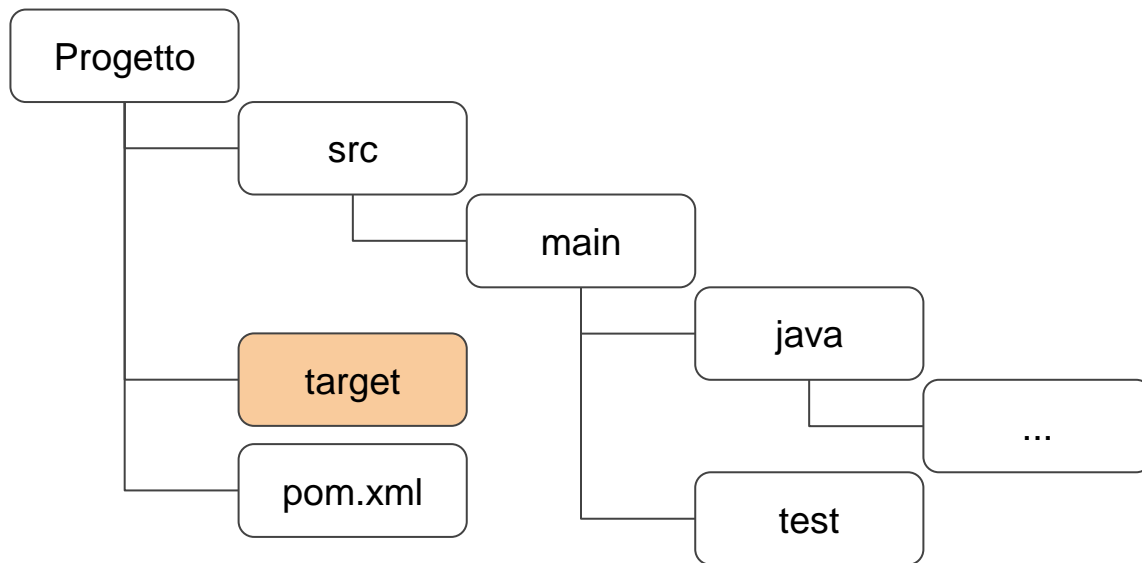 Progetto
src
main
java
target
...
pom.xml
test